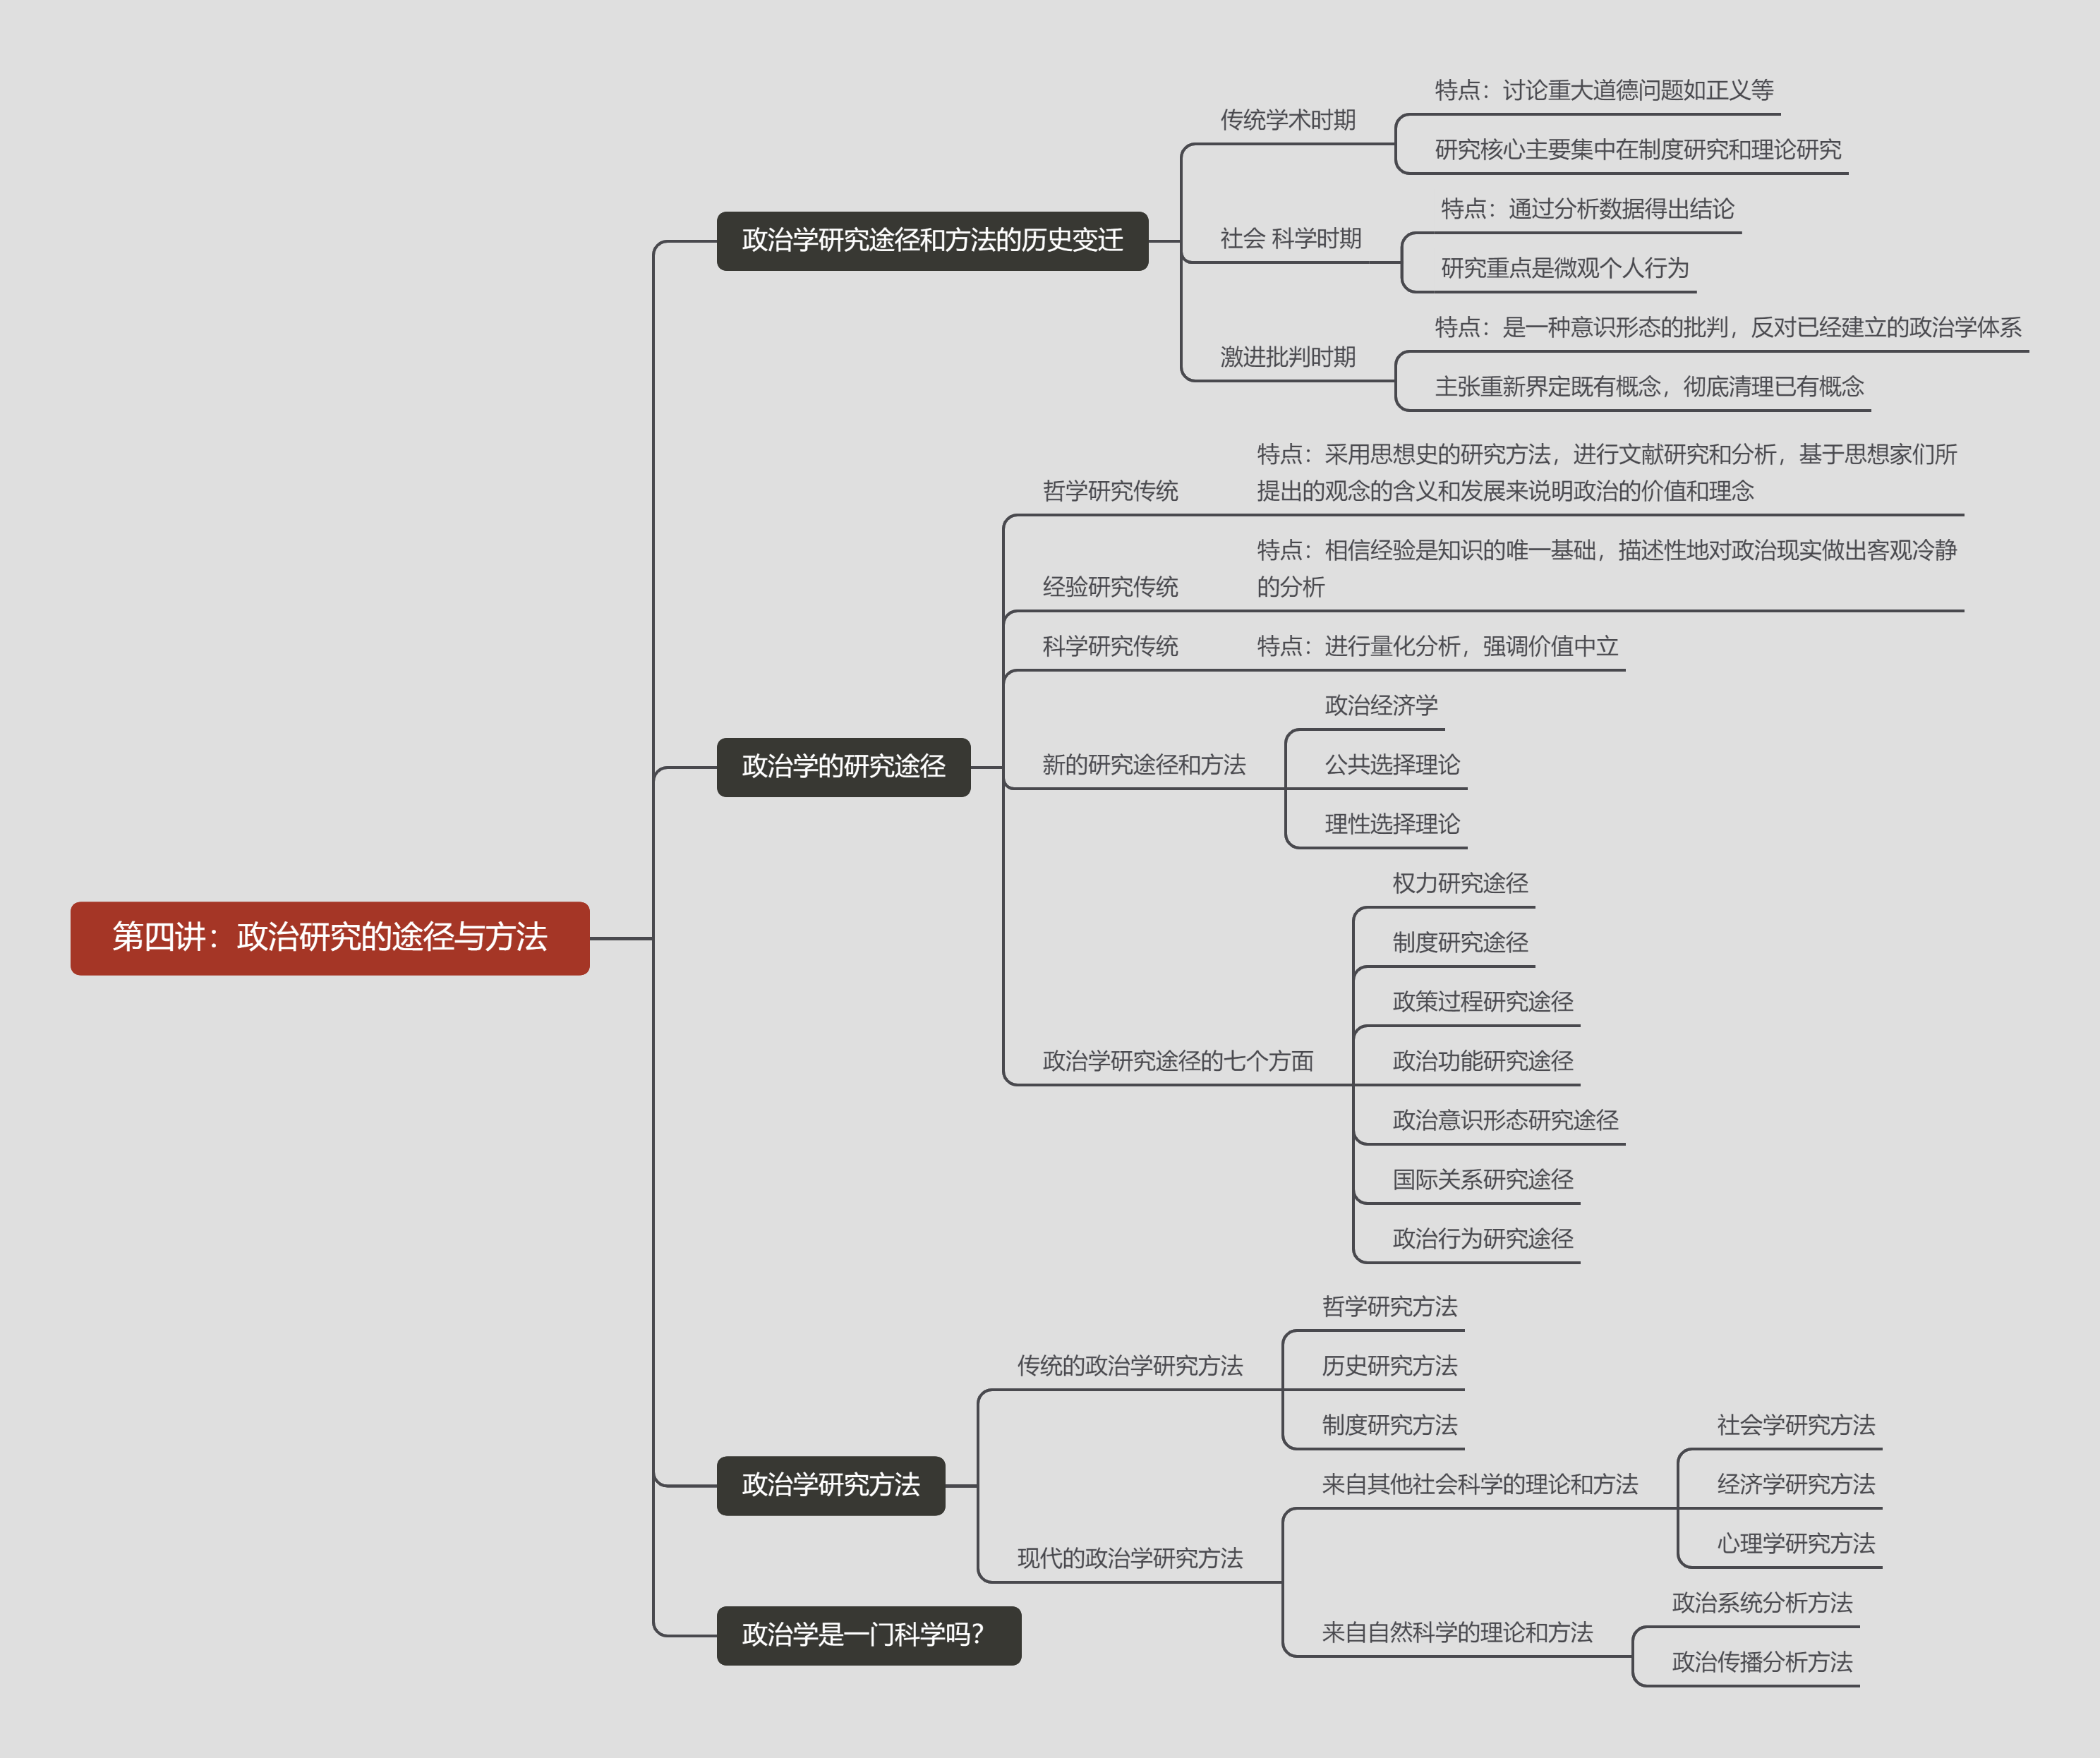 特点：讨论重大道德问题如正义等
传统学术时期
研究核心主要集中在制度研究和理论研究
特点：通过分析数据得出结论
政治学研究途径和方法的历史变迁
社会 科学时期
研究重点是微观个人行为
特点：是一种意识形态的批判，反对已经建立的政治学体系
激进批判时期
主张重新界定既有概念，彻底清理已有概念
特点：采用思想史的研究方法，进行文献研究和分析，基于思想家们所
哲学研究传统
提出的观念的含义和发展来说明政治的价值和理念
特点：相信经验是知识的唯一基础，描述性地对政治现实做出客观冷静
经验研究传统
的分析
科学研究传统
特点：进行量化分析，强调价值中立
政治经济学
政治学的研究途径
新的研究途径和方法
公共选择理论
理性选择理论
权力研究途径
第四讲：政治研究的途径与方法
制度研究途径
政策过程研究途径
政治学研究途径的七个方面
政治功能研究途径
政治意识形态研究途径
国际关系研究途径
政治行为研究途径
哲学研究方法
传统的政治学研究方法
历史研究方法
制度研究方法
社会学研究方法
政治学研究方法
来自其他社会科学的理论和方法
经济学研究方法
心理学研究方法
现代的政治学研究方法
政治系统分析方法
政治学是一门科学吗？
来自自然科学的理论和方法
政治传播分析方法